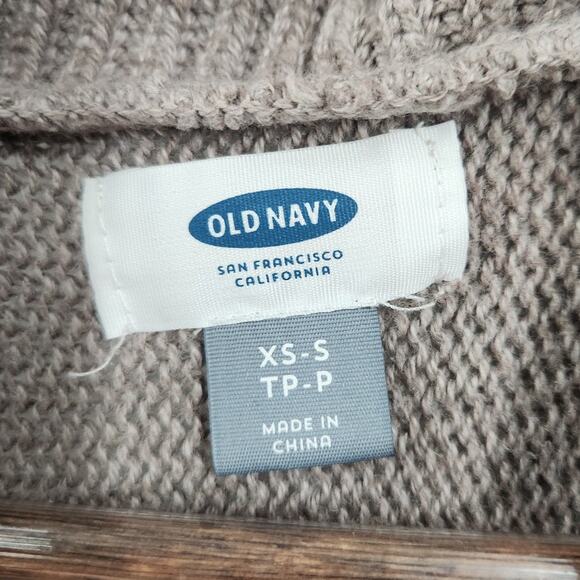 OLD NAVY
SAN FRANCISCO
CALIFORNIA
XS-S
TP-P
MADE IN
CHINA